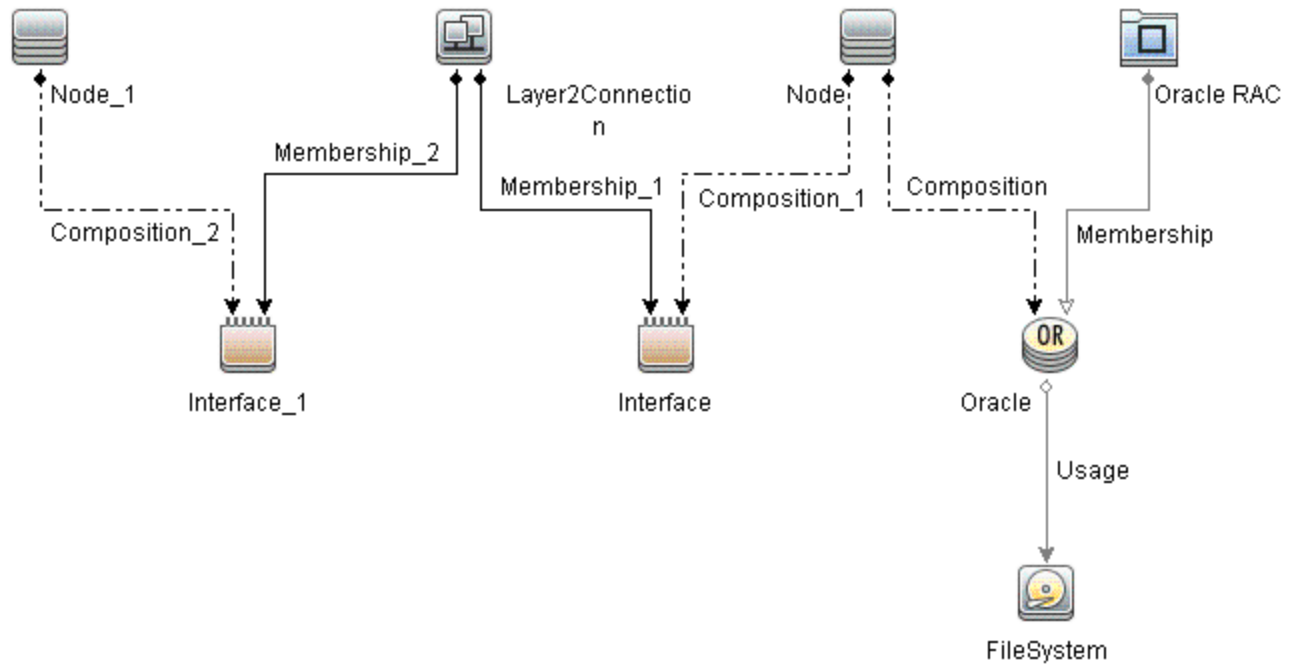 Node_1
Layer2Connectio
n
Node
Oracle RAC
Membership_2
Membership_1
Composition_1
Composition
Composition_2
Membership
OR
Interface_1
Interface
Oracle
Usage
FileSystem